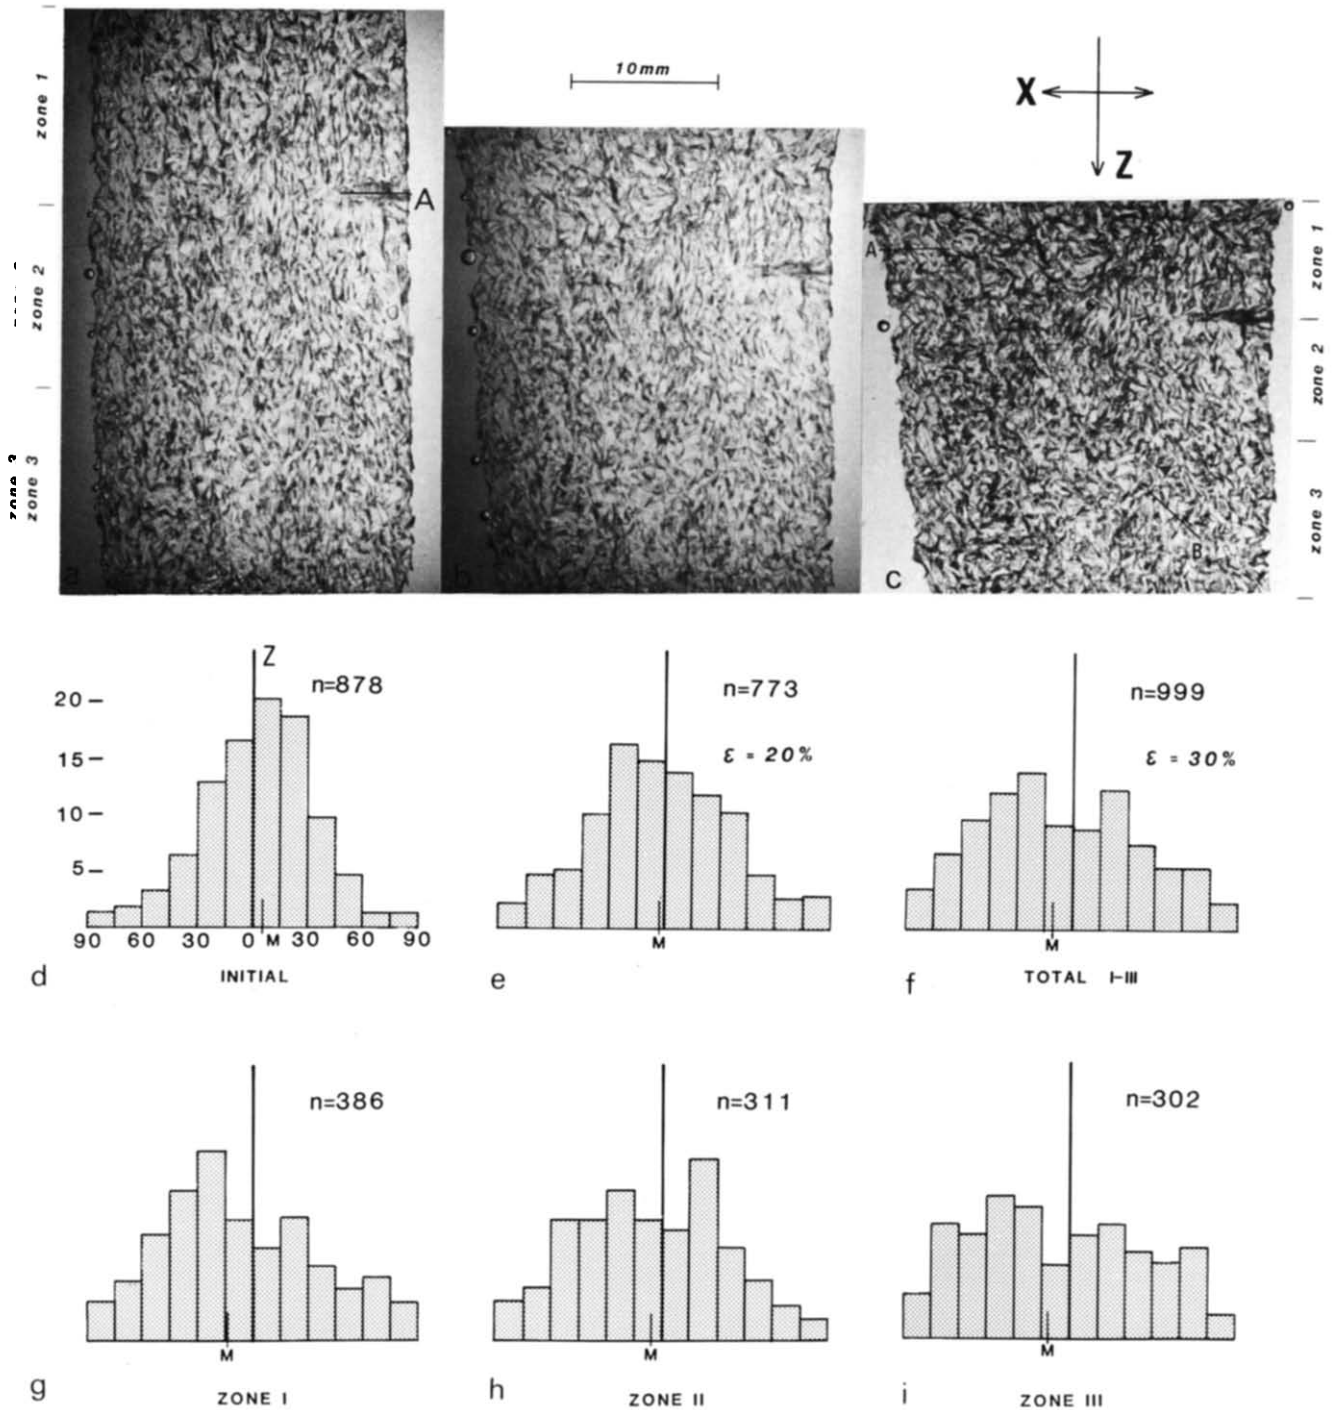 zone 1
zone 2
zone 3
zone 3
A
a
10mm
b
X
Z
A
B
c
zone 1
zone 2
zone 3
Z
n=878
20
15
10
5
90 60 30 0 M 30 60 90
d
INITIAL
n=773
ε = 20%
M
e
n=999
ε = 30%
M
f
TOTAL I-III
n=386
M
g
ZONE I
n=311
M
h
ZONE II
n=302
M
i
ZONE III